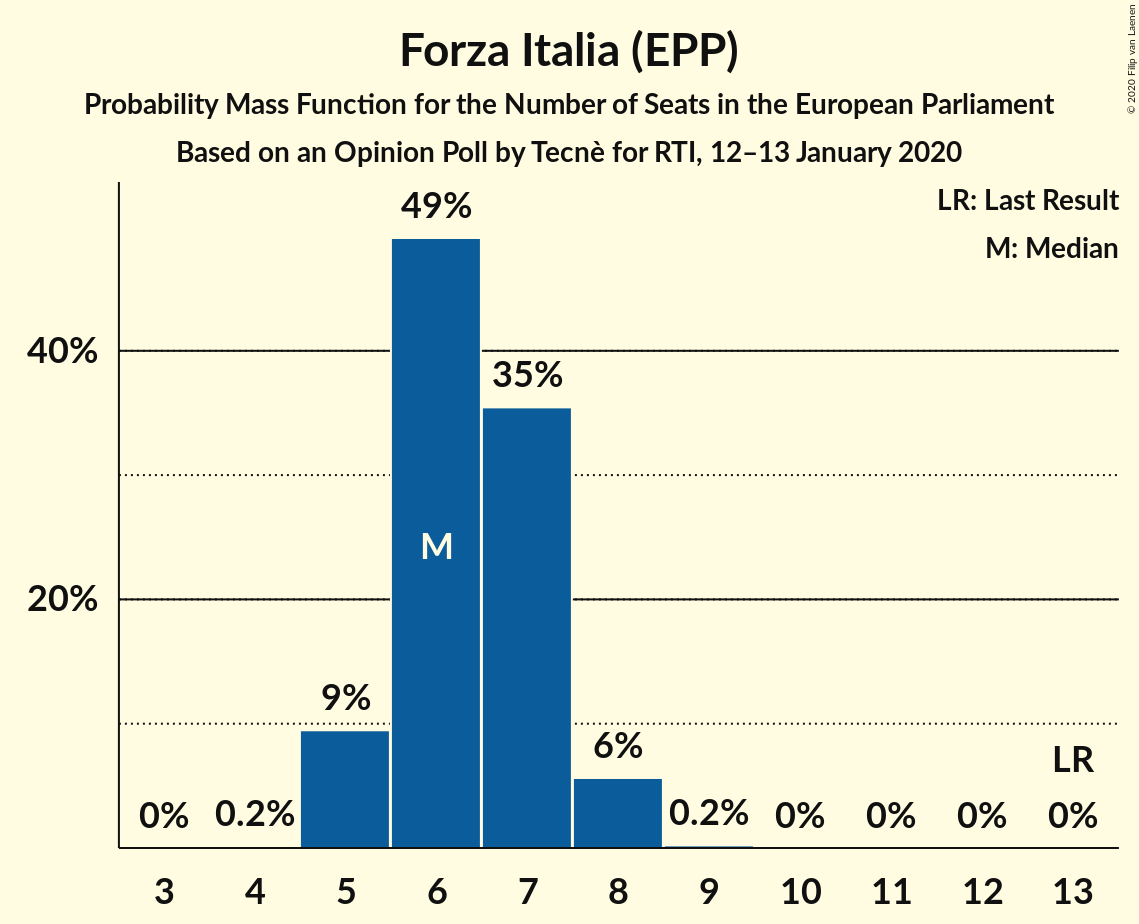 Forza Italia (EPP)
Probability Mass Function for the Number of Seats in the European Parliament
Based on an Opinion Poll by Tecnè for RTI, 12–13 January 2020
© 2020 Filip van Laenen
LR: Last Result
M: Median
49%
40%
35%
M
20%
9%
6%
LR
0% 0.2% 0.2% 0% 0% 0% 0%
3 4 5 6 7 8 9 10 11 12 13